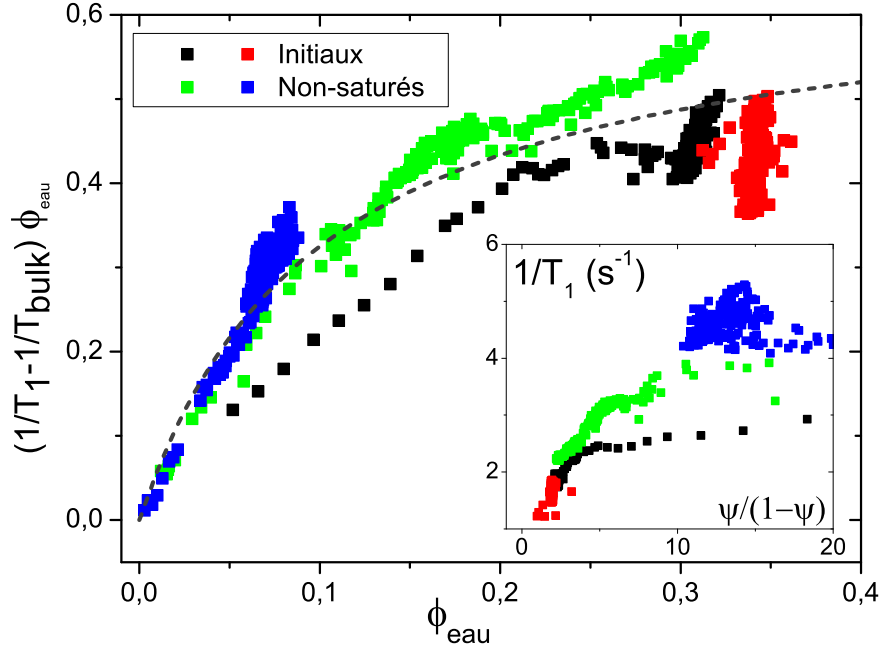 0,6
Initiaux
Non-saturés
0,4
0,2
0,0
(1/T1-1/Tbulk) ϕeau
0,0 0,1 0,2 0,3 0,4
ϕeau
6
1/T1 (s-1)
4
2
ψ/(1−ψ)
0 10 20